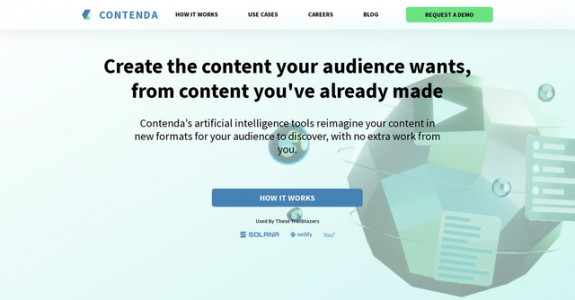 CONTENDA
HOW IT WORKS
USE CASES
CAREERS
BLOG
REQUEST A DEMO
Create the content your audience wants,
from content you've already made
Contenda's artificial intelligence tools reimagine your content in
new formats for your audience to discover, with no extra work from
you.
HOW IT WORKS
Used By These Trailblazers
SOLANA
netlify
You?